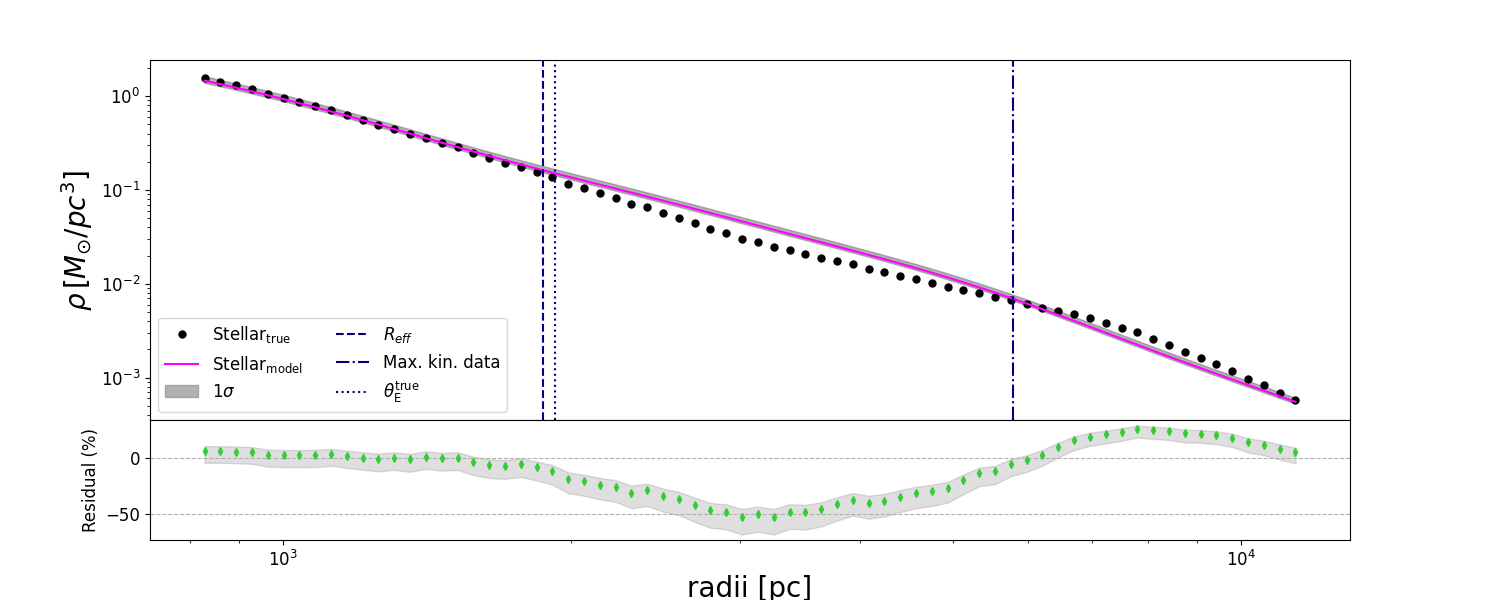 ρ [M⊙/pc³]
10⁰
10⁻¹
10⁻²
10⁻³
Stellar_true
Stellar_model
1σ
R_eff
Max. kin. data
θ_E^true
Residual (%)
0
−50
10³
10⁴
radii [pc]